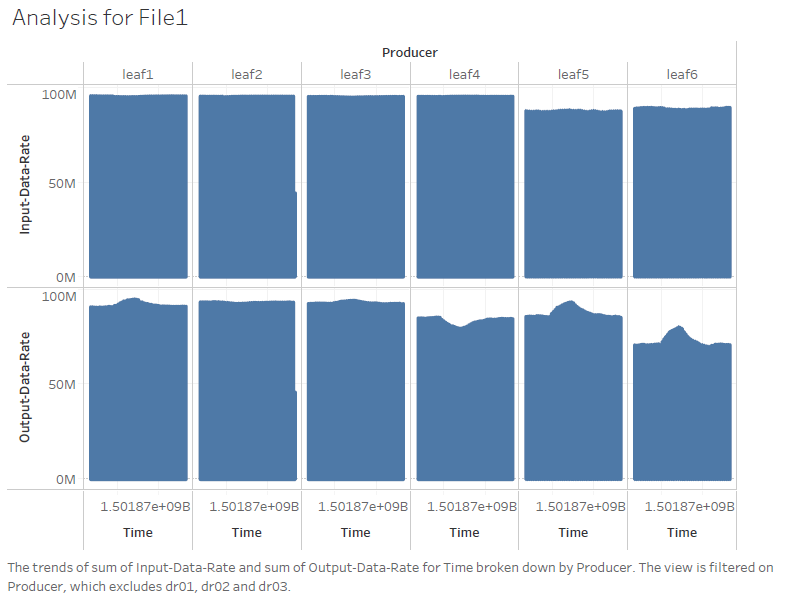 Analysis for File1
Producer
leaf1 leaf2 leaf3 leaf4 leaf5 leaf6
Input-Data-Rate
100M
50M
0M
Output-Data-Rate
100M
50M
0M
1.50187e+09B 1.50187e+09B 1.50187e+09B 1.50187e+09B 1.50187e+09B 1.50187e+09B
Time Time Time Time Time Time
The trends of sum of Input-Data-Rate and sum of Output-Data-Rate for Time broken down by Producer. The view is filtered on
Producer, which excludes dr01, dr02 and dr03.